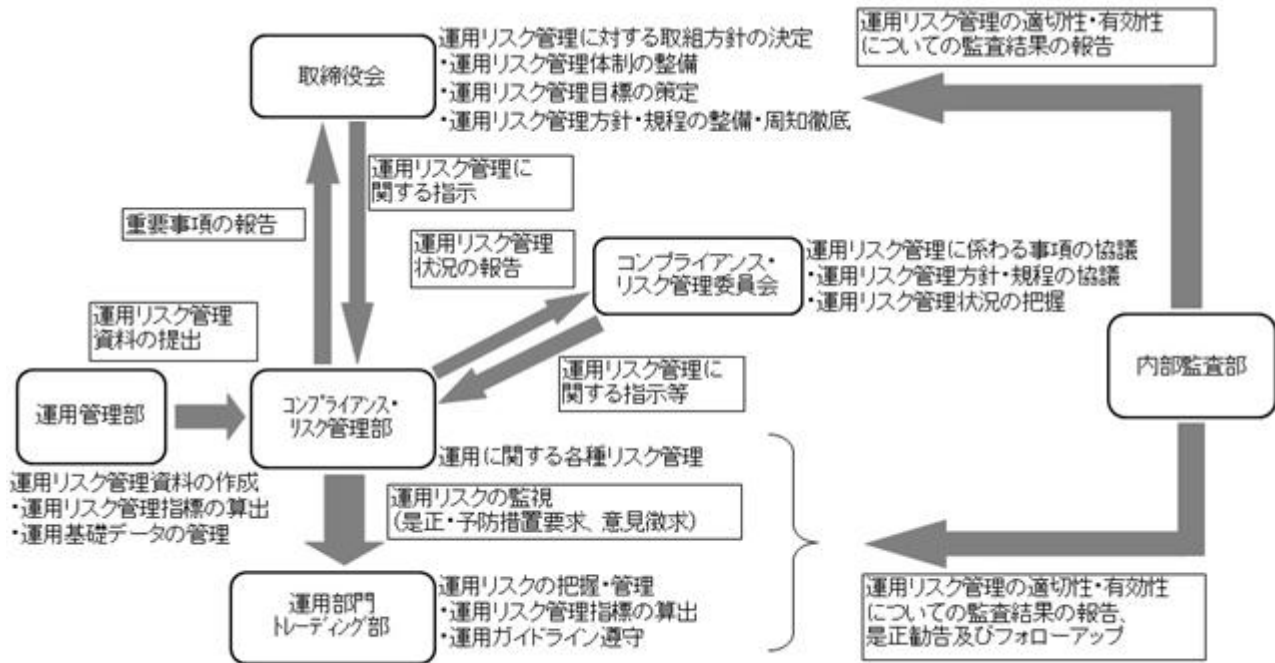 取締役会
運用リスク管理に対する取組方針の決定
・運用リスク管理体制の整備
・運用リスク管理目標の策定
・運用リスク管理方針・規程の整備・周知徹底
運用リスク管理の適切性・有効性
についての監査結果の報告
運用リスク管理に
関する指示
重要事項の報告
運用リスク管理
状況の報告
コンプライアンス・
リスク管理委員会
運用リスク管理に係わる事項の協議
・運用リスク管理方針・規程の協議
・運用リスク管理状況の把握
運用リスク管理
資料の提出
内部監査部
運用リスク管理に
関する指示等
運用管理部
コンプライアンス・
リスク管理部
運用に関する各種リスク管理
運用リスク管理資料の作成
・運用リスク管理指標の算出
・運用基礎データの管理
運用リスクの監視
(是正・予防措置要求、意見徴求)
運用部門
トレーディング部
運用リスクの把握・管理
・運用リスク管理指標の算出
・運用ガイドライン遵守
運用リスク管理の適切性・有効性
についての監査結果の報告、
是正勧告及びフォローアップ